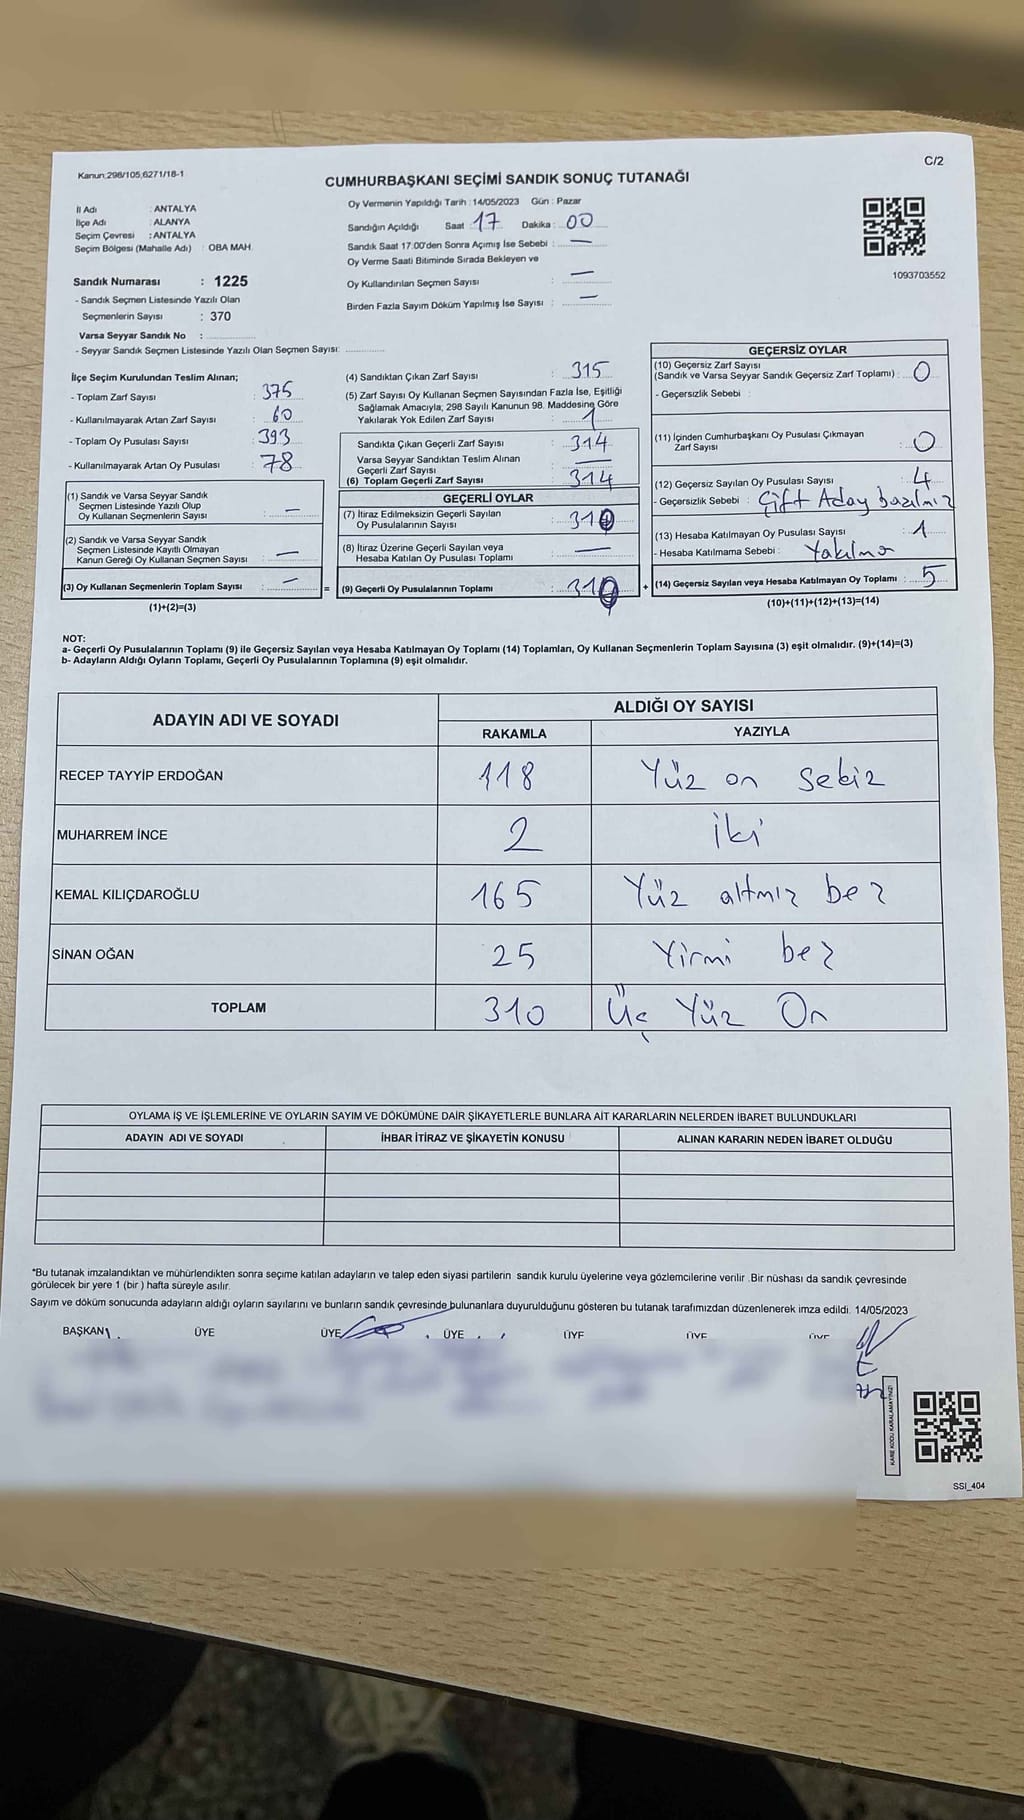 C/2
Kanun:298/105;6271/18-1
CUMHURBAŞKANI SEÇİMİ SANDIK SONUÇ TUTANAĞI
İl Adı : ANTALYA
İlçe Adı : ALANYA
Seçim Çevresi : ANTALYA
Seçim Bölgesi (Mahalle Adı) : OBA MAH.
Oy Vermenin Yapıldığı Tarih : 14/05/2023 Gün : Pazar
Sandığın Açıldığı Saat : 17 Dakika : 00
Sandık Saat 17.00'den Sonra Açımış İse Sebebi : —
Oy Verme Saati Bitiminde Sırada Bekleyen ve
Oy Kullandırılan Seçmen Sayısı : —
Birden Fazla Sayım Döküm Yapılmış İse Sayısı : —
1093703552
Sandık Numarası : 1225
- Sandık Seçmen Listesinde Yazılı Olan
Seçmenlerin Sayısı : 370
Varsa Seyyar Sandık No :
- Seyyar Sandık Seçmen Listesinde Yazılı Olan Seçmen Sayısı:
İlçe Seçim Kurulundan Teslim Alınan;
- Toplam Zarf Sayısı : 375
- Kullanılmayarak Artan Zarf Sayısı : 60
- Toplam Oy Pusulası Sayısı : 393
- Kullanılmayarak Artan Oy Pusulası : 78
(1) Sandık ve Varsa Seyyar Sandık
Seçmen Listesinde Yazılı Olup
Oy Kullanan Seçmenlerin Sayısı : —
(2) Sandık ve Varsa Seyyar Sandık
Seçmen Listesinde Kayıtlı Olmayan
Kanun Gereği Oy Kullanan Seçmen Sayısı : —
(3) Oy Kullanan Seçmenlerin Toplam Sayısı : — =
(1)+(2)=(3)
(4) Sandıktan Çıkan Zarf Sayısı : 315
(5) Zarf Sayısı Oy Kullanan Seçmen Sayısından Fazla İse, Eşitliği
Sağlamak Amacıyla; 298 Sayılı Kanunun 98. Maddesine Göre
Yakılarak Yok Edilen Zarf Sayısı : 1
Sandıkta Çıkan Geçerli Zarf Sayısı : 314
Varsa Seyyar Sandıktan Teslim Alınan
Geçerli Zarf Sayısı : —
(6) Toplam Geçerli Zarf Sayısı : 314
GEÇERLİ OYLAR
(7) İtiraz Edilmeksizin Geçerli Sayılan
Oy Pusulalarının Sayısı : 310
(8) İtiraz Üzerine Geçerli Sayılan veya
Hesaba Katılan Oy Pusulası Toplamı : —
(9) Geçerli Oy Pusulalarının Toplamı : 310 +
GEÇERSİZ OYLAR
(10) Geçersiz Zarf Sayısı
(Sandık ve Varsa Seyyar Sandık Geçersiz Zarf Toplamı) : 0
- Geçersizlik Sebebi :
(11) İçinden Cumhurbaşkanı Oy Pusulası Çıkmayan
Zarf Sayısı : 0
(12) Geçersiz Sayılan Oy Pusulası Sayısı : 4
- Geçersizlik Sebebi : Çift Aday basılmış
(13) Hesaba Katılmayan Oy Pusulası Sayısı : 1
- Hesaba Katılmama Sebebi : Yakılma
(14) Geçersiz Sayılan veya Hesaba Katılmayan Oy Toplamı : 5
(10)+(11)+(12)+(13)=(14)
NOT:
a- Geçerli Oy Pusulalarının Toplamı (9) ile Geçersiz Sayılan veya Hesaba Katılmayan Oy Toplamı (14) Toplamları, Oy Kullanan Seçmenlerin Toplam Sayısına (3) eşit olmalıdır. (9)+(14)=(3)
b- Adayların Aldığı Oyların Toplamı, Geçerli Oy Pusulalarının Toplamına (9) eşit olmalıdır.
ADAYIN ADI VE SOYADI ALDIĞI OY SAYISI
RAKAMLA YAZIYLA
RECEP TAYYİP ERDOĞAN 118 Yüz on sekiz
MUHARREM İNCE 2 iki
KEMAL KILIÇDAROĞLU 165 Yüz altmış beş
SİNAN OĞAN 25 Yirmi beş
TOPLAM 310 Üç Yüz On
OYLAMA İŞ VE İŞLEMLERİNE VE OYLARIN SAYIM VE DÖKÜMÜNE DAİR ŞİKAYETLERLE BUNLARA AİT KARARLARIN NELERDEN İBARET BULUNDUKLARI
ADAYIN ADI VE SOYADI İHBAR İTİRAZ VE ŞİKAYETİN KONUSU ALINAN KARARIN NEDEN İBARET OLDUĞU
*Bu tutanak imzalandıktan ve mühürlendikten sonra seçime katılan adayların ve talep eden siyasi partilerin sandık kurulu üyelerine veya gözlemcilerine verilir .Bir nüshası da sandık çevresinde
görülecek bir yere 1 (bir ) hafta süreyle asılır.
Sayım ve döküm sonucunda adayların aldığı oyların sayılarını ve bunların sandık çevresinde bulunanlara duyurulduğunu gösteren bu tutanak tarafımızdan düzenlenerek imza edildi. 14/05/2023
BAŞKAN ÜYE ÜYE ÜYE ÜYE ÜYE ÜYE
KARE KODU KARALAMAYINIZ!
SSI_404